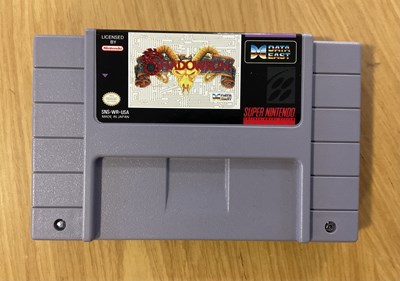 LICENSED
BY
Nintendo
SHADOWRUN
DATA
EAST
SNS-WR-USA
MADE IN JAPAN
SUPER NINTENDO